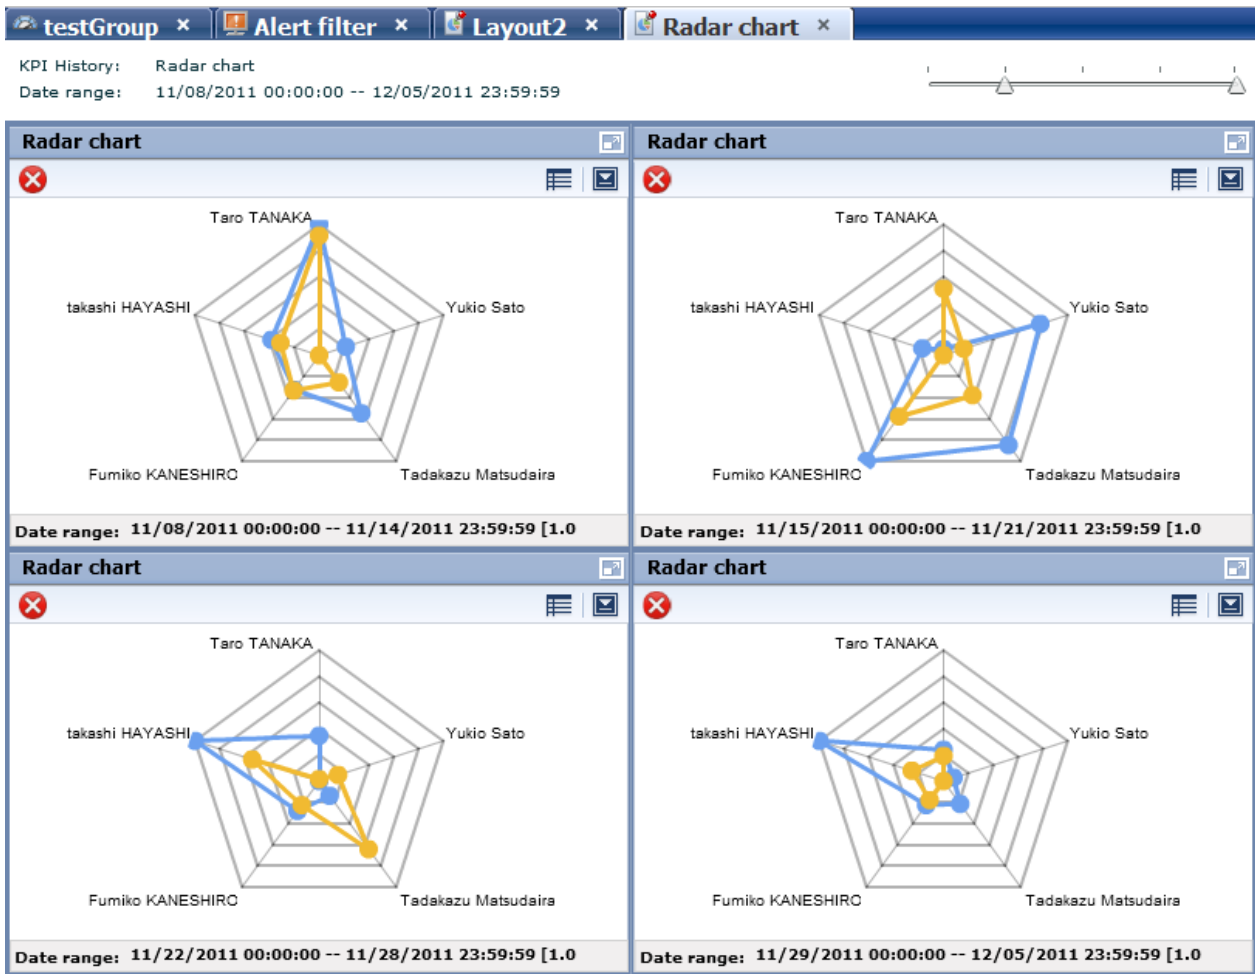 testGroup × Alert filter × Layout2 × Radar chart ×
KPI History: Radar chart
Date range: 11/08/2011 00:00:00 -- 12/05/2011 23:59:59
Radar chart
Taro TANAKA
takashi HAYASHI
Yukio Sato
Fumiko KANESHIRO
Tadakazu Matsudaira
Date range: 11/08/2011 00:00:00 -- 11/14/2011 23:59:59 [1.0
Radar chart
Taro TANAKA
takashi HAYASHI
Yukio Sato
Fumiko KANESHIRO
Tadakazu Matsudaira
Date range: 11/15/2011 00:00:00 -- 11/21/2011 23:59:59 [1.0
Radar chart
Taro TANAKA
takashi HAYASHI
Yukio Sato
Fumiko KANESHIRO
Tadakazu Matsudaira
Date range: 11/22/2011 00:00:00 -- 11/28/2011 23:59:59 [1.0
Radar chart
Taro TANAKA
takashi HAYASHI
Yukio Sato
Fumiko KANESHIRO
Tadakazu Matsudaira
Date range: 11/29/2011 00:00:00 -- 12/05/2011 23:59:59 [1.0